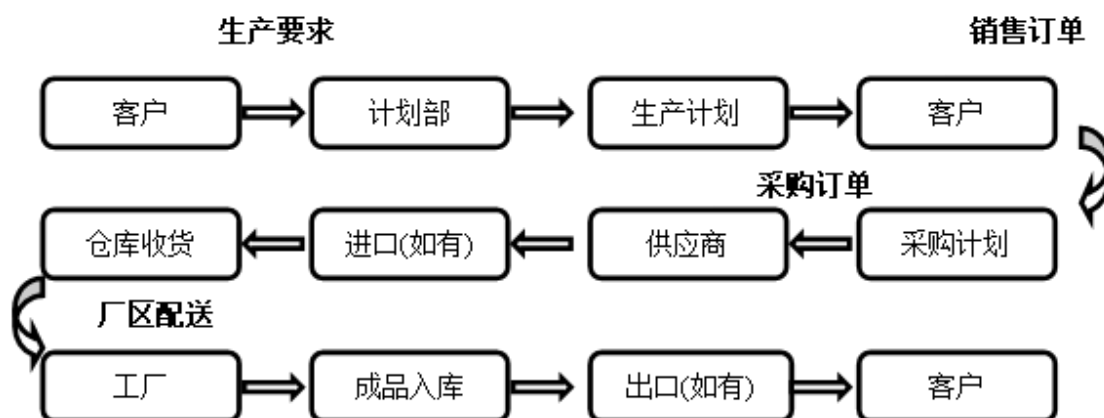 生产要求
销售订单
客户
计划部
生产计划
客户
采购订单
仓库收货
进口(如有)
供应商
采购计划
厂区配送
工厂
成品入库
出口(如有)
客户